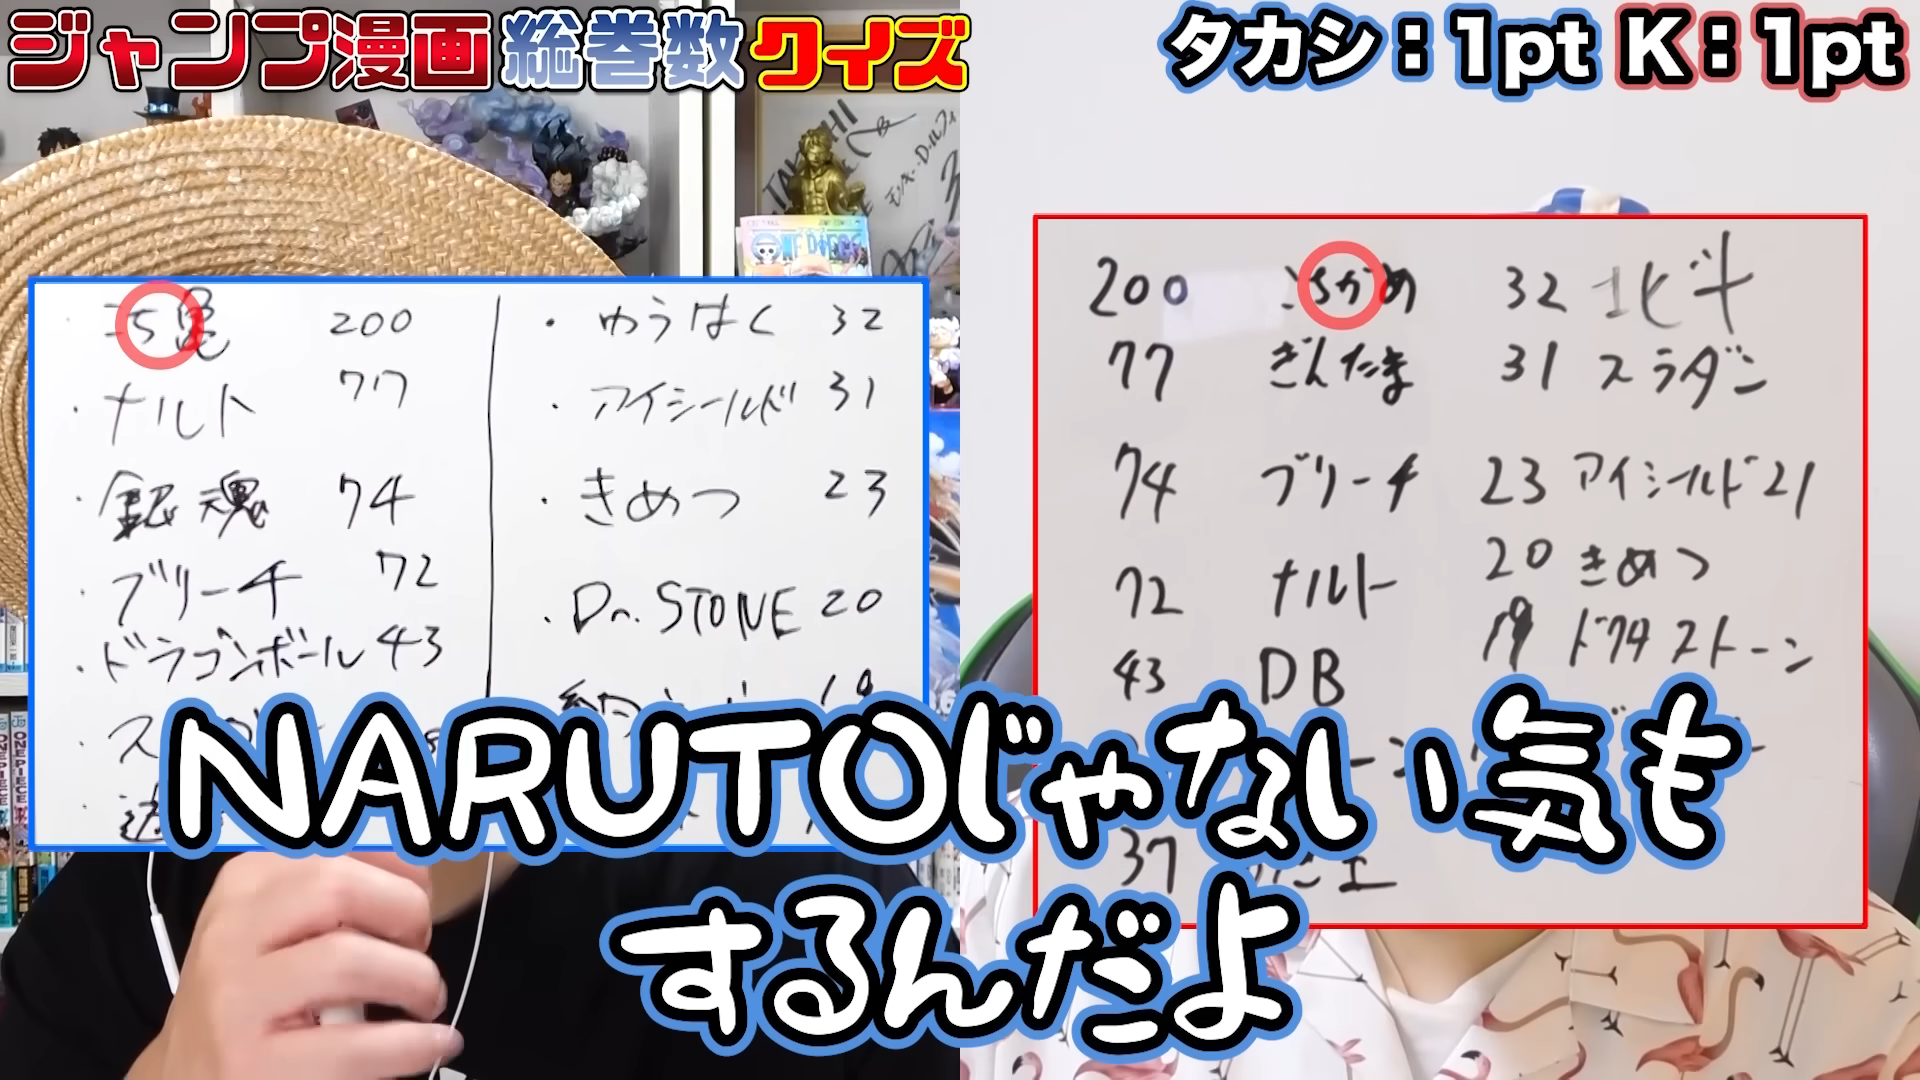 ジャンプ漫画総巻数クイズ
タカシ：1pt K：1pt
こち亀 200
・ナルト 77
・銀魂 74
・ブリーチ 72
・ドラゴンボール 43
・ゆうはく 32
・アイシールド 31
・きめつ 23
・Dr.STONE 20
200 こちかめ
77 ぎんたま
74 ブリーチ
72 ナルト
43 DB
37
32 北斗
31 スラダン
23 アイシールド21
20 きめつ
19 ドクタストーン
NARUTOじゃない気も
するんだよ
ONE PIECE